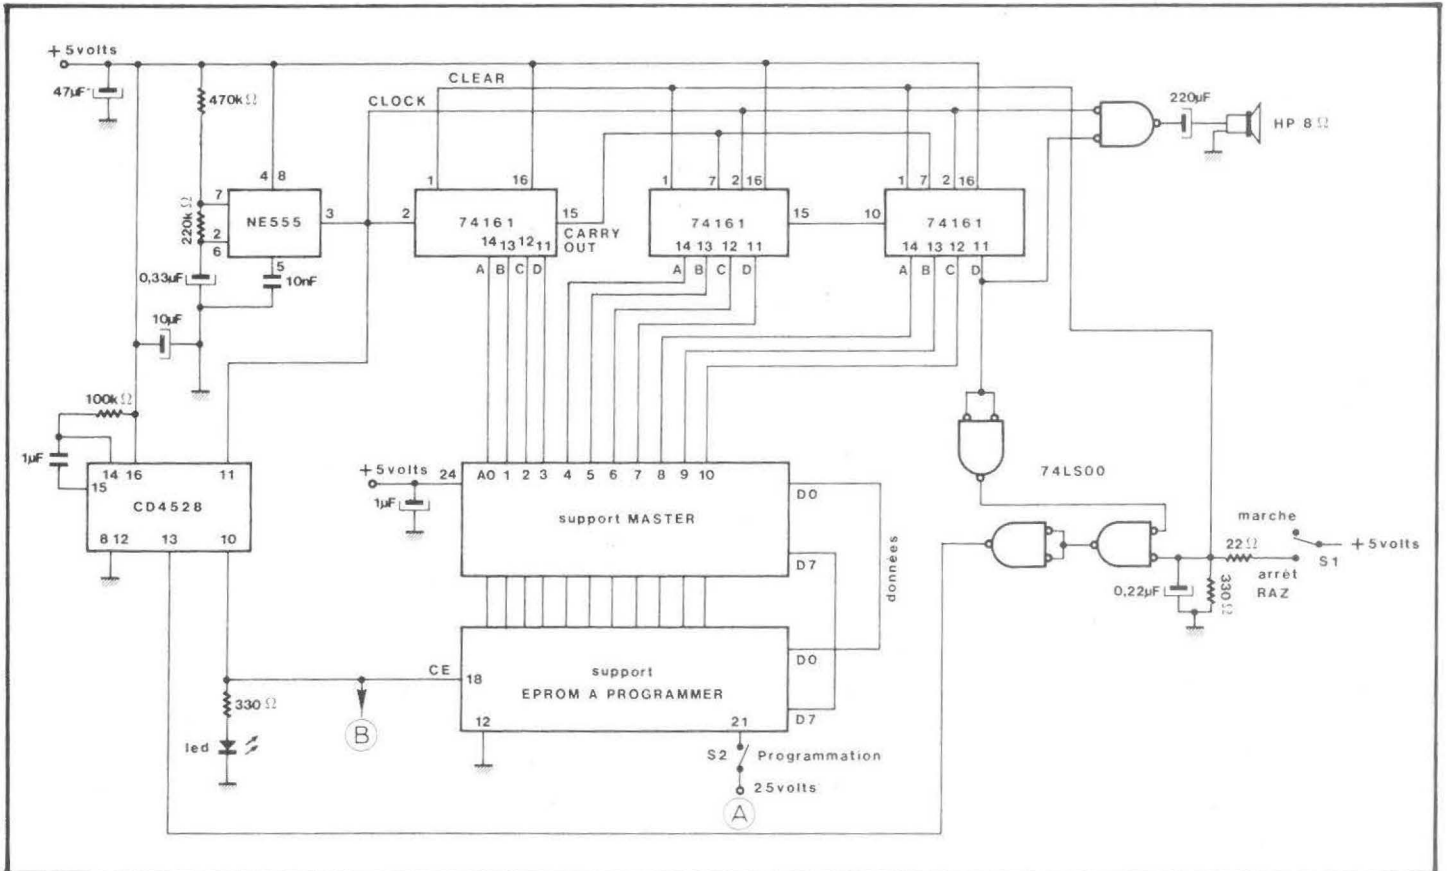 + 5volts
47µF
470kΩ
CLEAR
CLOCK
220µF
HP 8 Ω
4 8
7
NE555
3
220kΩ
2
6
5
0,33µF
10nF
10µF
1
16
2
74161
15
CARRY
OUT
14 13 12 11
A B C D
1
7
2
16
74161
15
14 13 12 11
A B C D
1
7
2
16
10
74161
14 13 12 11
A B C D
100kΩ
1µF
14 16
11
15
CD4528
8 12
13
10
+ 5volts
1µF
24
A0 1 2 3 4 5 6 7 8 9 10
support MASTER
D0
D7
données
74LS00
marche
22Ω
S1
+ 5volts
arrêt
RAZ
0,22µF
330Ω
CE
18
support
EPROM A PROGRAMMER
D0
D7
12
21
330Ω
led
B
S2
Programmation
25volts
A